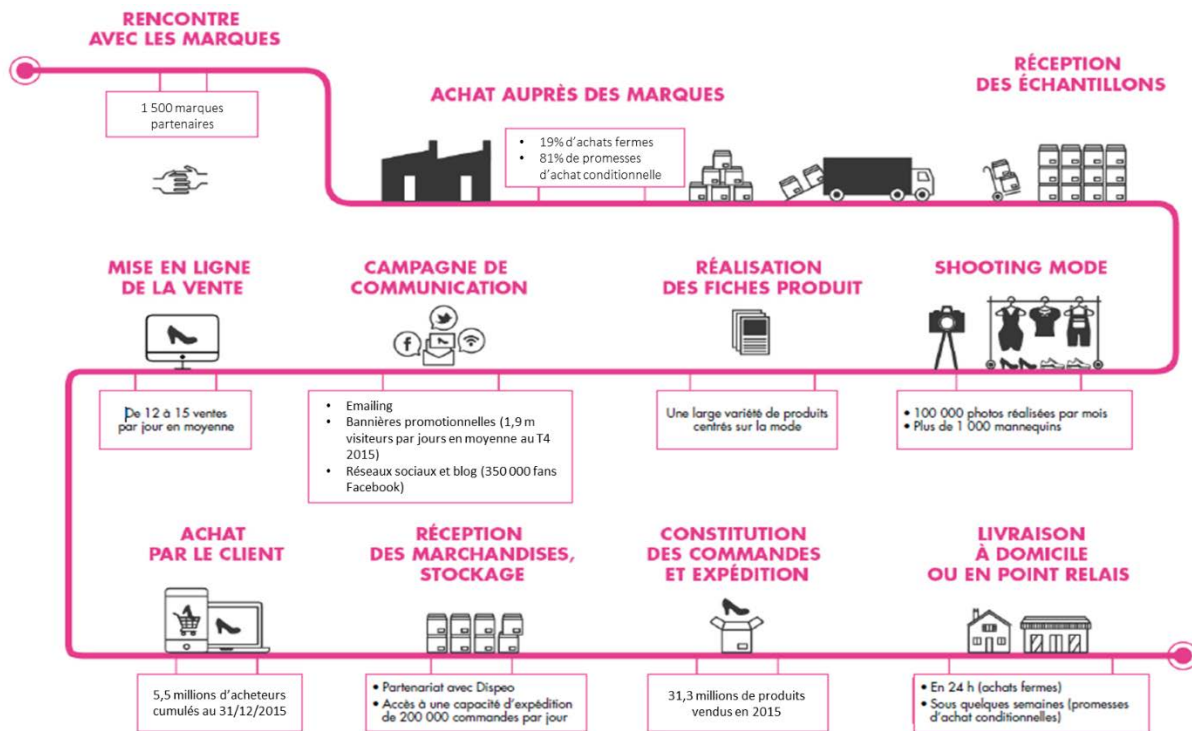 RENCONTRE
AVEC LES MARQUES
1 500 marques
partenaires
ACHAT AUPRÈS DES MARQUES
• 19% d'achats fermes
• 81% de promesses
d'achat conditionnelle
RÉCEPTION
DES ÉCHANTILLONS
MISE EN LIGNE
DE LA VENTE
De 12 à 15 ventes
par jour en moyenne
CAMPAGNE DE
COMMUNICATION
• Emailing
• Bannières promotionnelles (1,9 m
visiteurs par jours en moyenne au T4
2015)
• Réseaux sociaux et blog (350 000 fans
Facebook)
RÉALISATION
DES FICHES PRODUIT
Une large variété de produits
centrés sur la mode
SHOOTING MODE
• 100 000 photos réalisées par mois
• Plus de 1 000 mannequins
ACHAT
PAR LE CLIENT
5,5 millions d'acheteurs
cumulés au 31/12/2015
RÉCEPTION
DES MARCHANDISES,
STOCKAGE
• Partenariat avec Dispeo
• Accès à une capacité d'expédition
de 200 000 commandes par jour
CONSTITUTION
DES COMMANDES
ET EXPÉDITION
31,3 millions de produits
vendus en 2015
LIVRAISON
À DOMICILE
OU EN POINT RELAIS
• En 24 h (achats fermes)
• Sous quelques semaines (promesses
d'achat conditionnelles)